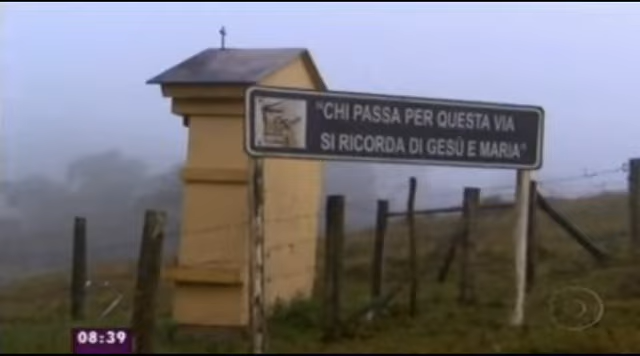 "CHI PASSA PER QUESTA VIA
SI RICORDA DI GESÙ E MARIA"
08:39